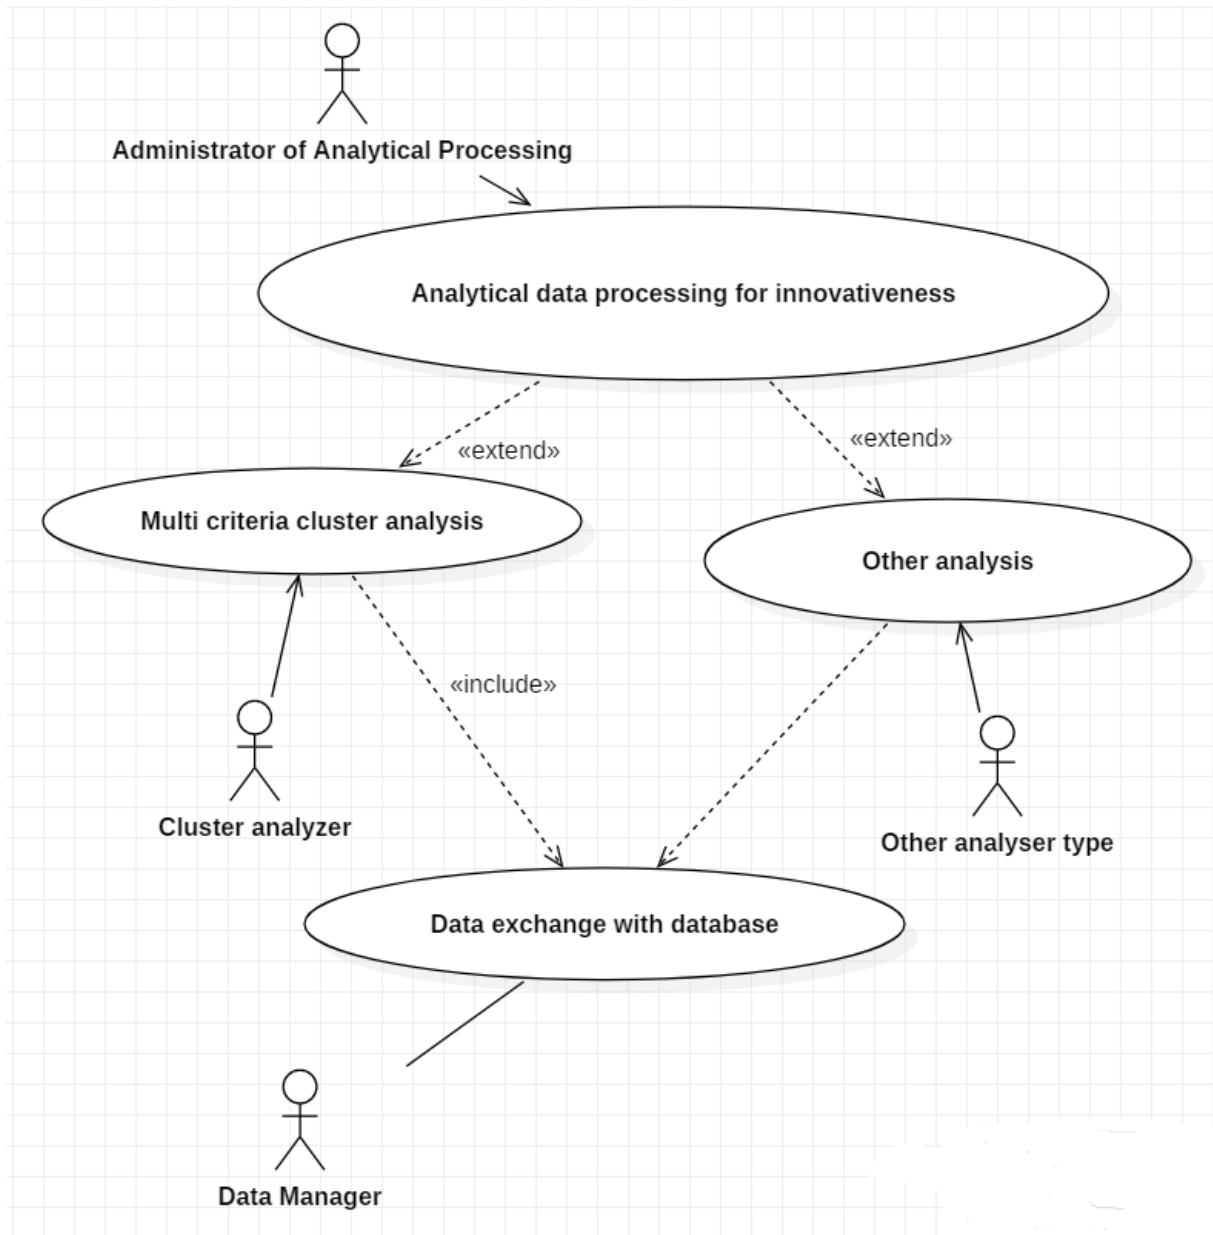 Administrator of Analytical Processing
Analytical data processing for innovativeness
«extend»
«extend»
Multi criteria cluster analysis
Other analysis
«include»
Cluster analyzer
Other analyser type
Data exchange with database
Data Manager